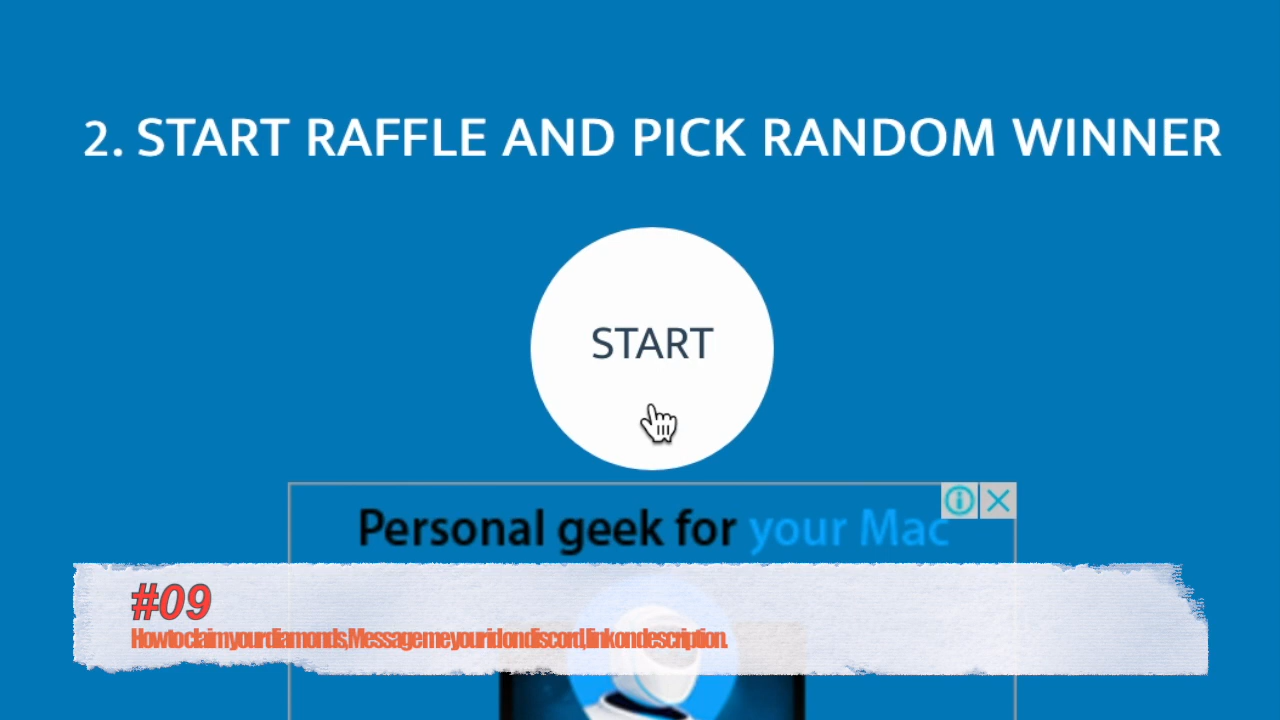 2. START RAFFLE AND PICK RANDOM WINNER
START
Personal geek for your Mac
#09
How to claim your diamonds, Message me your id on discord, link on description.